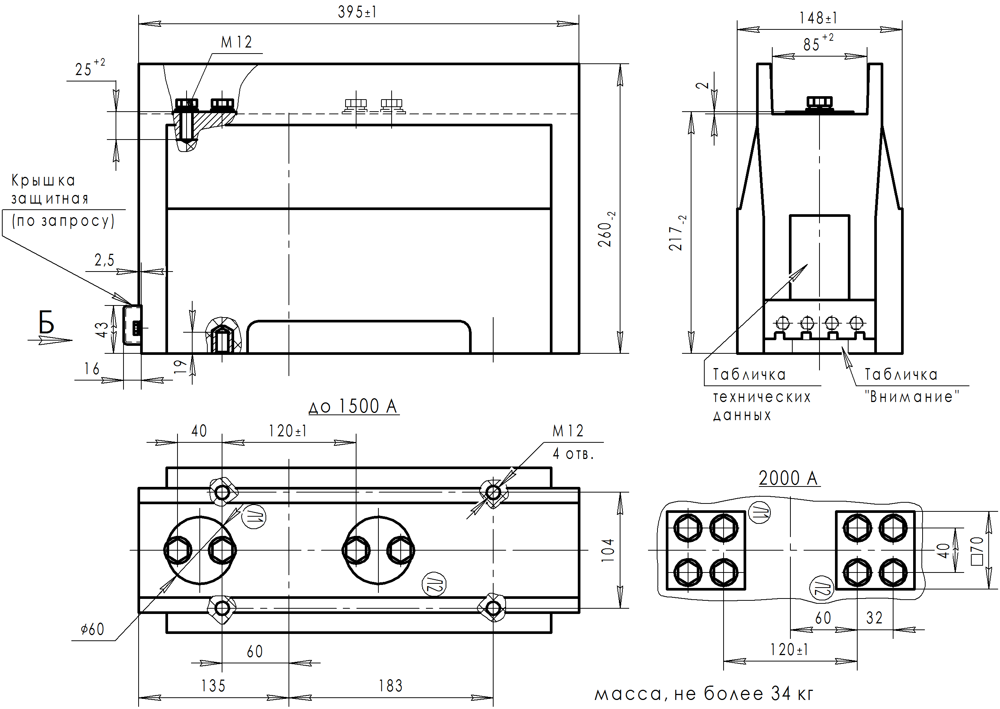 395±1
148±1
M12
85+2
25+2
2
Крышка
защитная
(по запросу)
260-2
217-2
2,5
Б
43
16
19
Табличка
технических
данных
Табличка
"Внимание"
до 1500 А
40
120±1
M12
4 отв.
2000 А
Л1
Л1
104
40
□70
Л2
Л2
ø60
60
32
60
120±1
135
183
масса, не более 34 кг